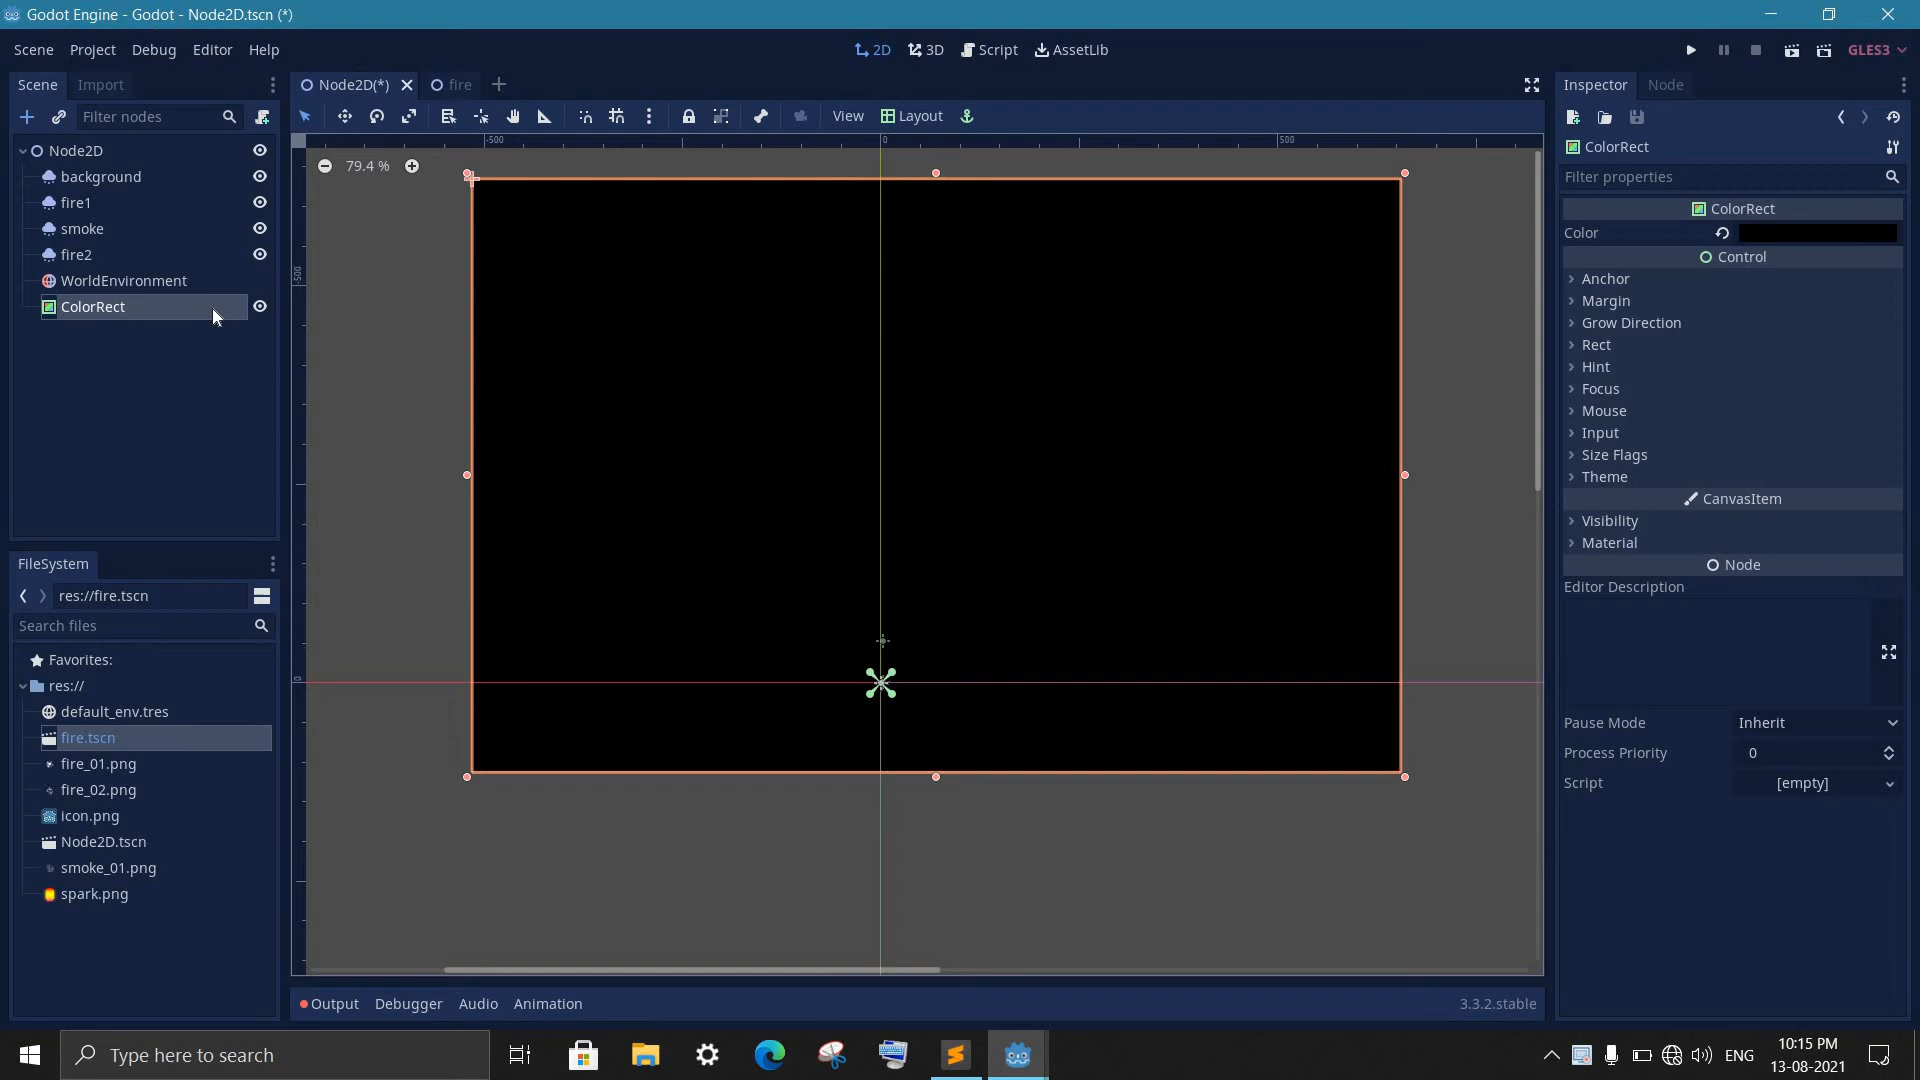 Godot Engine - Godot - Node2D.tscn (*)
Scene Project Debug Editor Help
2D 3D Script AssetLib
GLES3
Scene Import
Filter nodes
Node2D
background
fire1
smoke
fire2
WorldEnvironment
ColorRect
FileSystem
res://fire.tscn
Search files
Favorites:
res://
default_env.tres
fire.tscn
fire_01.png
fire_02.png
icon.png
Node2D.tscn
smoke_01.png
spark.png
Node2D(*) fire
View Layout
-500 0 500
79.4 %
-500
0
Output Debugger Audio Animation
3.3.2.stable
Inspector Node
ColorRect
Filter properties
ColorRect
Color
Control
Anchor
Margin
Grow Direction
Rect
Hint
Focus
Mouse
Input
Size Flags
Theme
CanvasItem
Visibility
Material
Node
Editor Description
Pause Mode Inherit
Process Priority 0
Script [empty]
Type here to search
ENG
10:15 PM
13-08-2021